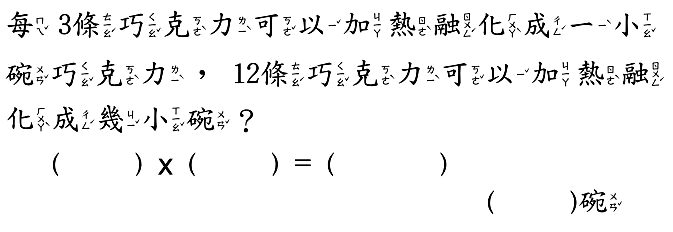 每3條巧克力可以加熱融化成一小
碗巧克力，12條巧克力可以加熱融
化成幾小碗？
(　　　) x (　　　) = (　　　　)
(　　　)碗